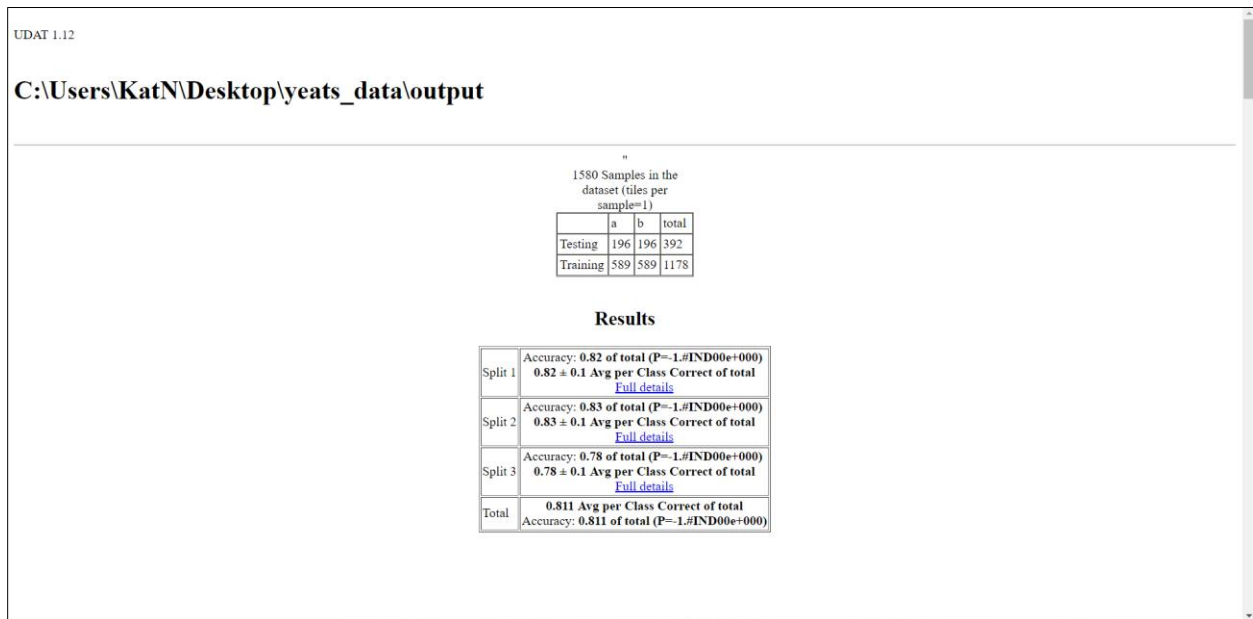 UDAT 1.12
C:\Users\KatN\Desktop\yeats_data\output
"
1580 Samples in the
dataset (tiles per
sample=1)
a b total
Testing 196 196 392
Training 589 589 1178
Results
Split 1 Accuracy: 0.82 of total (P=-1.#IND00e+000)
0.82 ± 0.1 Avg per Class Correct of total
Full details
Split 2 Accuracy: 0.83 of total (P=-1.#IND00e+000)
0.83 ± 0.1 Avg per Class Correct of total
Full details
Split 3 Accuracy: 0.78 of total (P=-1.#IND00e+000)
0.78 ± 0.1 Avg per Class Correct of total
Full details
Total 0.811 Avg per Class Correct of total
Accuracy: 0.811 of total (P=-1.#IND00e+000)